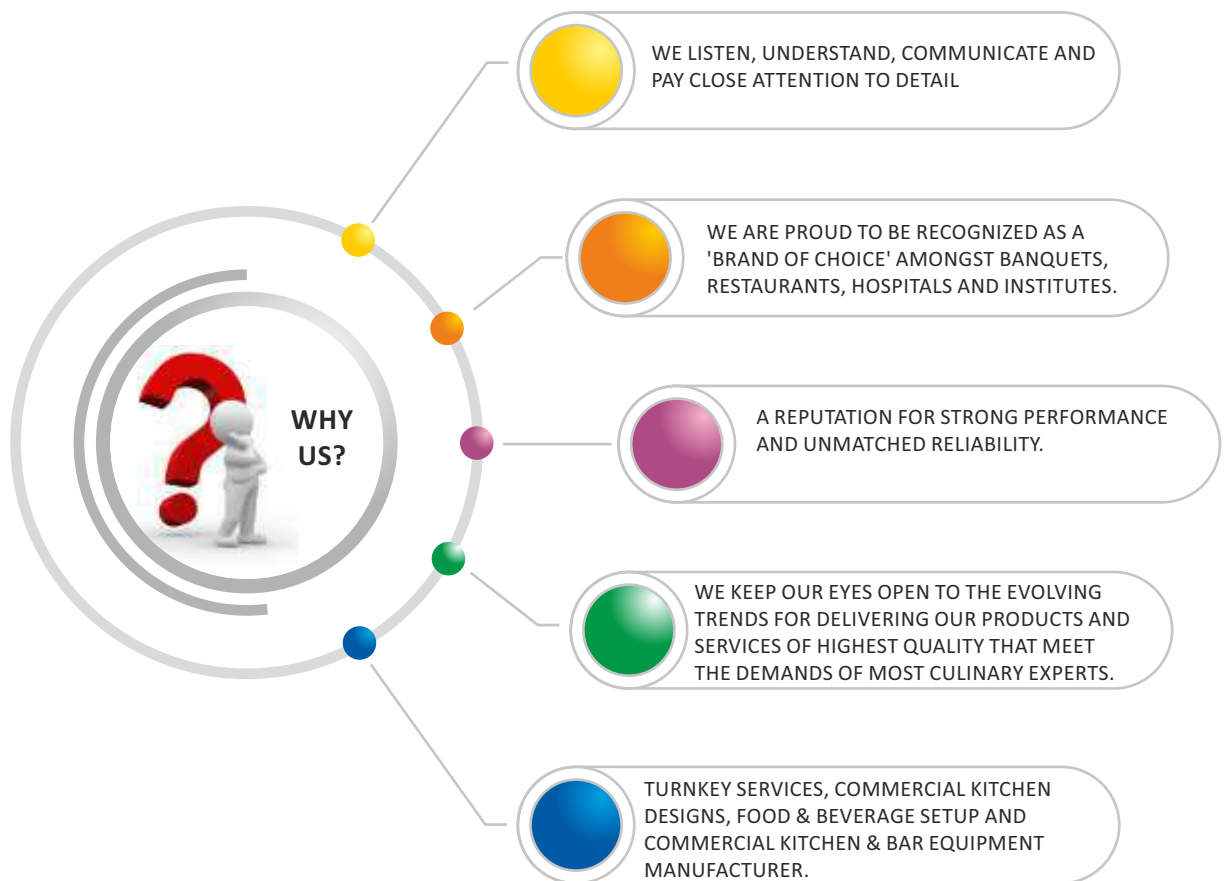 WE LISTEN, UNDERSTAND, COMMUNICATE AND
PAY CLOSE ATTENTION TO DETAIL
WE ARE PROUD TO BE RECOGNIZED AS A
'BRAND OF CHOICE' AMONGST BANQUETS,
RESTAURANTS, HOSPITALS AND INSTITUTES.
WHY
US?
A REPUTATION FOR STRONG PERFORMANCE
AND UNMATCHED RELIABILITY.
WE KEEP OUR EYES OPEN TO THE EVOLVING
TRENDS FOR DELIVERING OUR PRODUCTS AND
SERVICES OF HIGHEST QUALITY THAT MEET
THE DEMANDS OF MOST CULINARY EXPERTS.
TURNKEY SERVICES, COMMERCIAL KITCHEN
DESIGNS, FOOD & BEVERAGE SETUP AND
COMMERCIAL KITCHEN & BAR EQUIPMENT
MANUFACTURER.